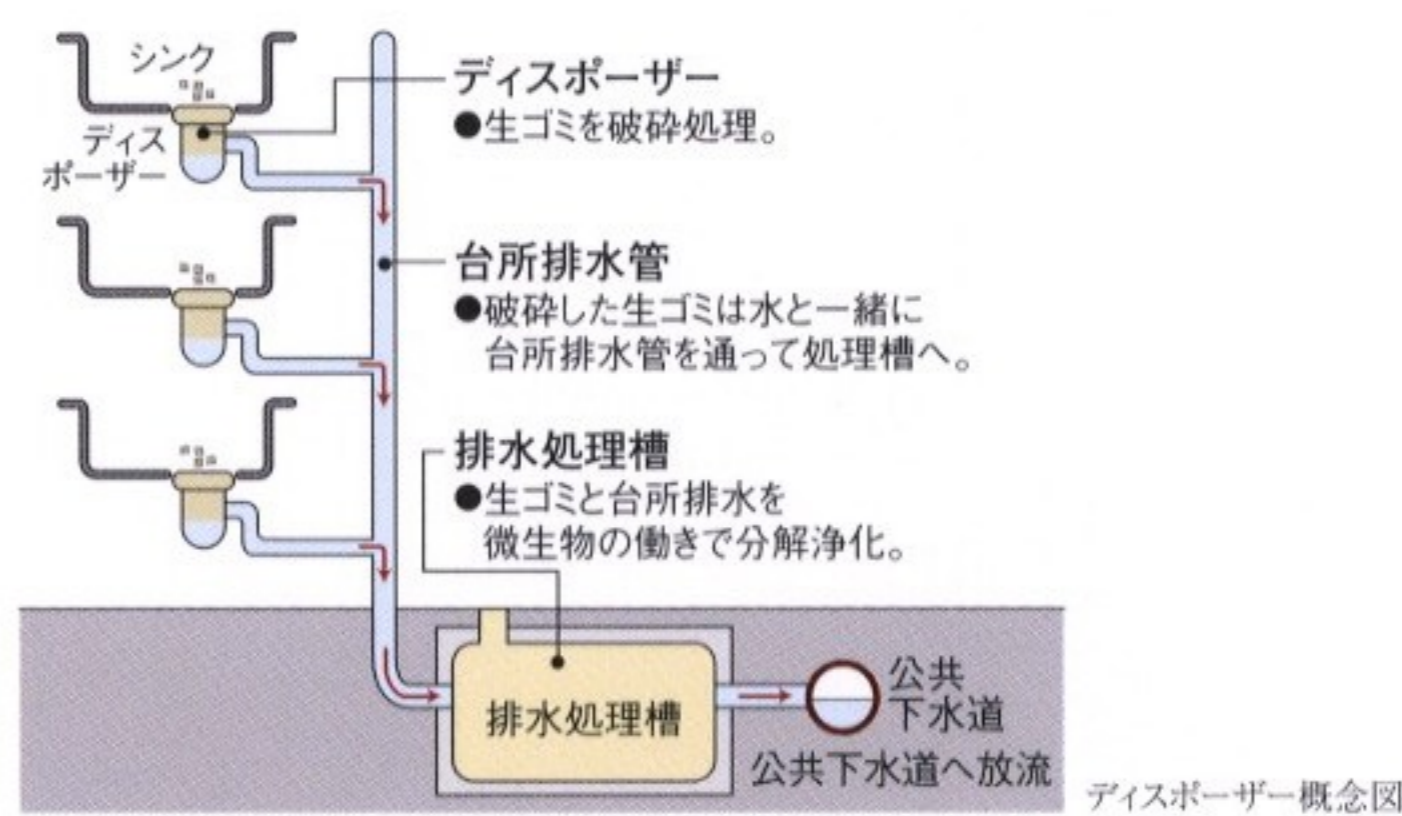 シンク
ディス
ポーザー
ディスポーザー
●生ゴミを破砕処理。
台所排水管
●破砕した生ゴミは水と一緒に
台所排水管を通って処理槽へ。
排水処理槽
●生ゴミと台所排水を
微生物の働きで分解浄化。
排水処理槽
公共
下水道
公共下水道へ放流
ディスポーザー概念図